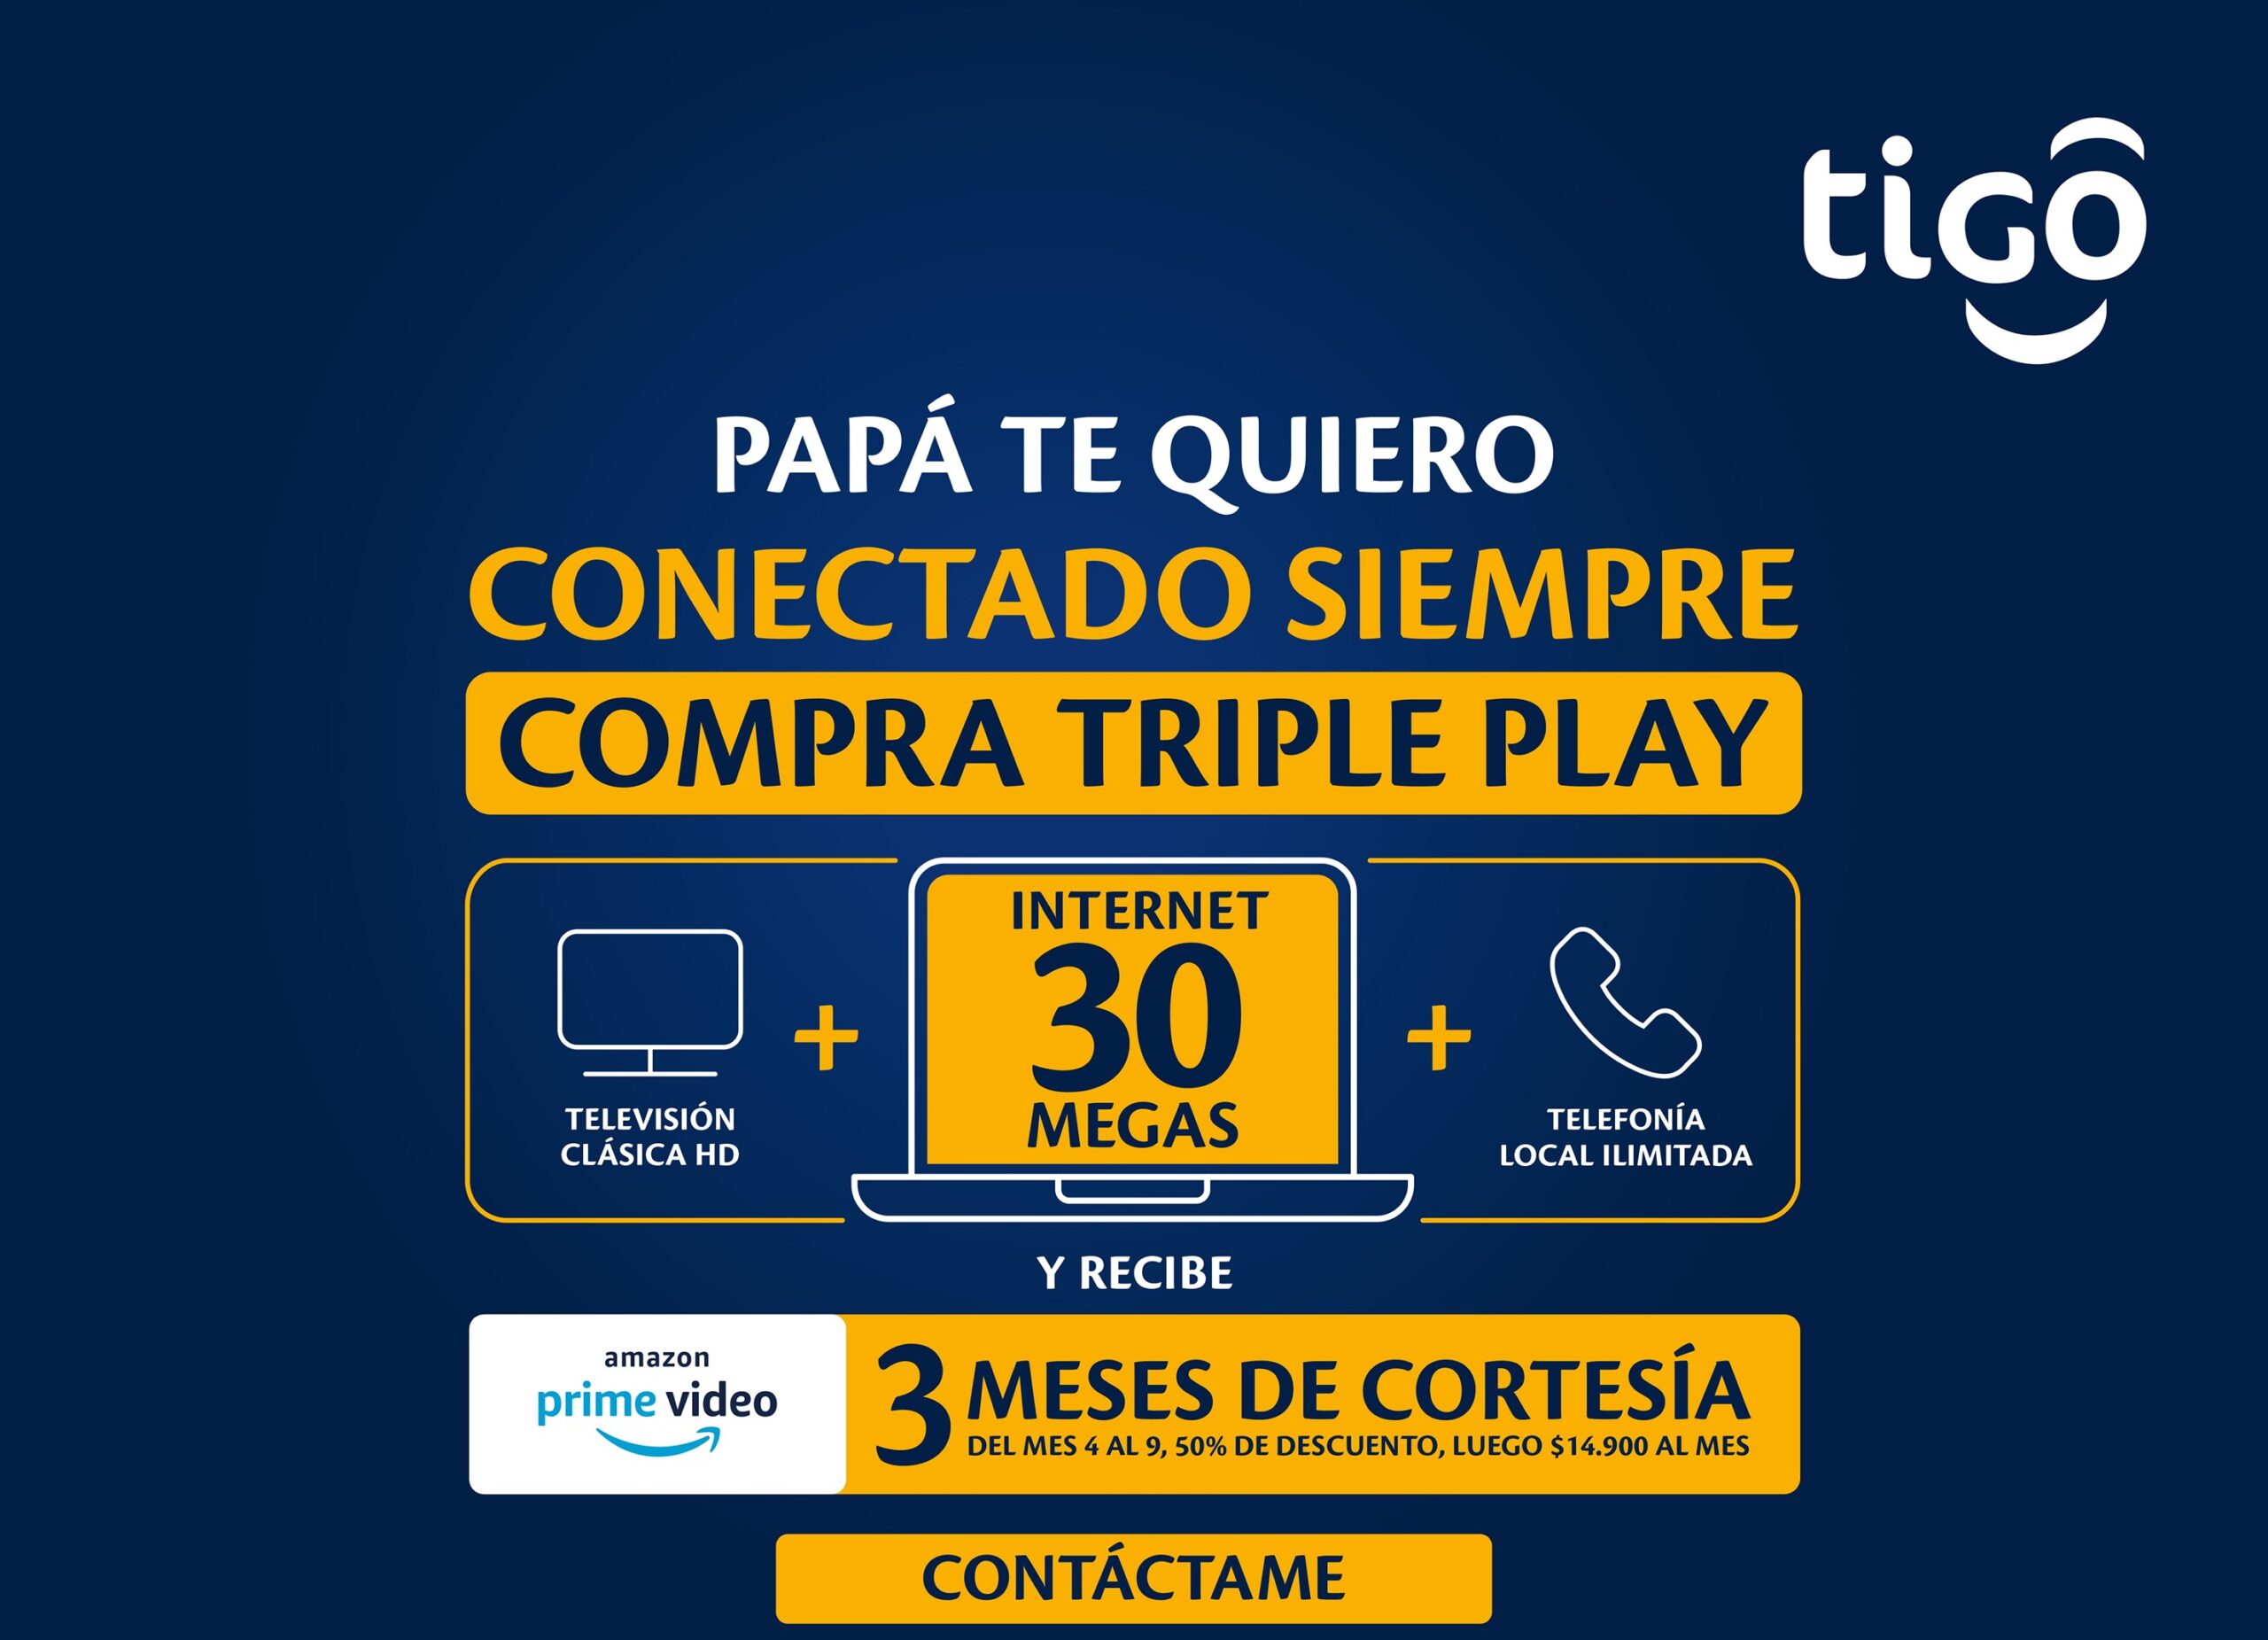 tigo
PAPÁ TE QUIERO
CONECTADO SIEMPRE
COMPRA TRIPLE PLAY
TELEVISIÓN
CLÁSICA HD
+
INTERNET
30
MEGAS
+
TELEFONÍA
LOCAL ILIMITADA
Y RECIBE
amazon
prime video
3 MESES DE CORTESÍA
DEL MES 4 AL 9, 50% DE DESCUENTO, LUEGO $14.900 AL MES
CONTÁCTAME